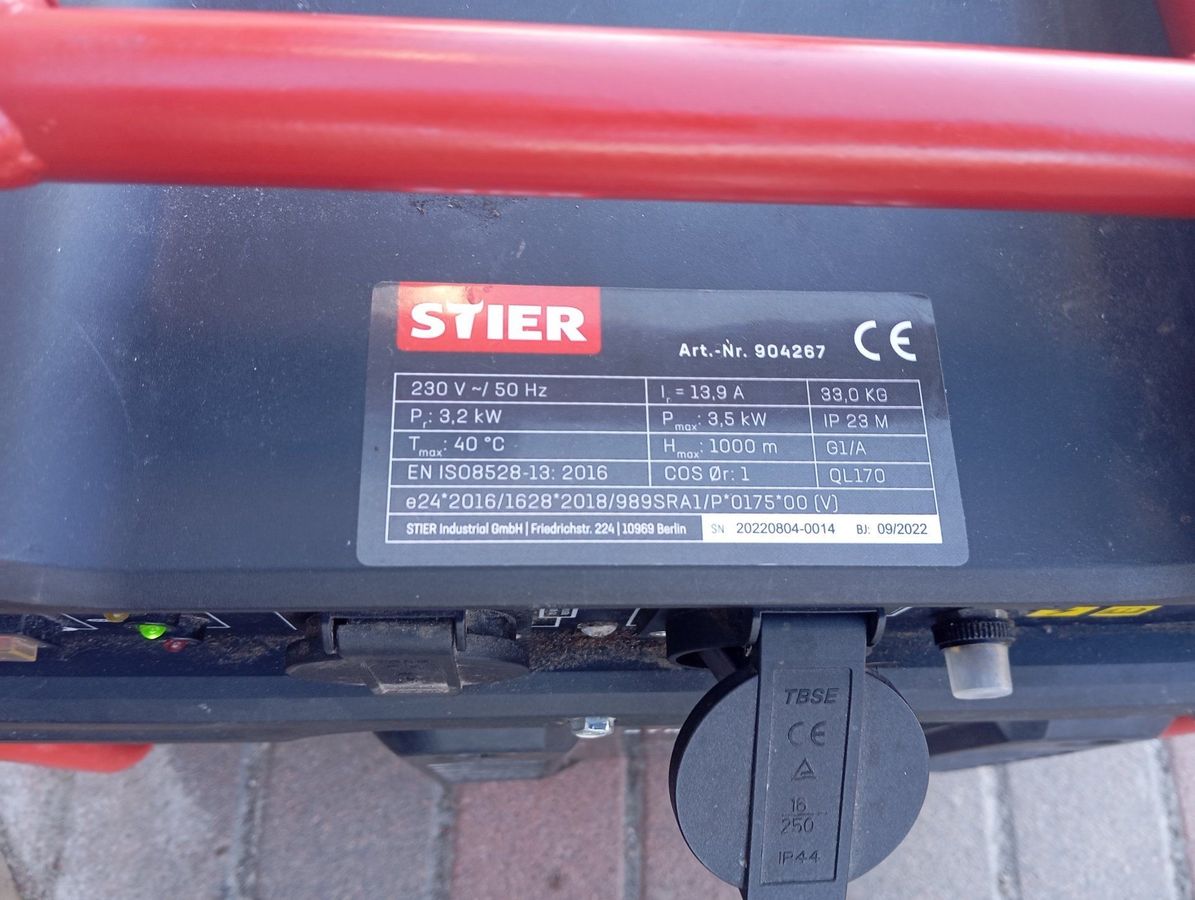 STIER
Art.-Nr. 904267 CE
230 V ~/ 50 Hz Ir = 13,9 A 33,0 KG
Pr: 3,2 kW Pmax: 3,5 kW IP 23 M
Tmax: 40 °C Hmax: 1000 m G1/A
EN ISO8528-13: 2016 COS Ør: 1 QL170
e24*2016/1628*2018/989SRA1/P*0175*00 (V)
STIER Industrial GmbH | Friedrichstr. 224 | 10969 Berlin SN 20220804-0014 BJ: 09/2022
TBSE
CE
16
250
IP44